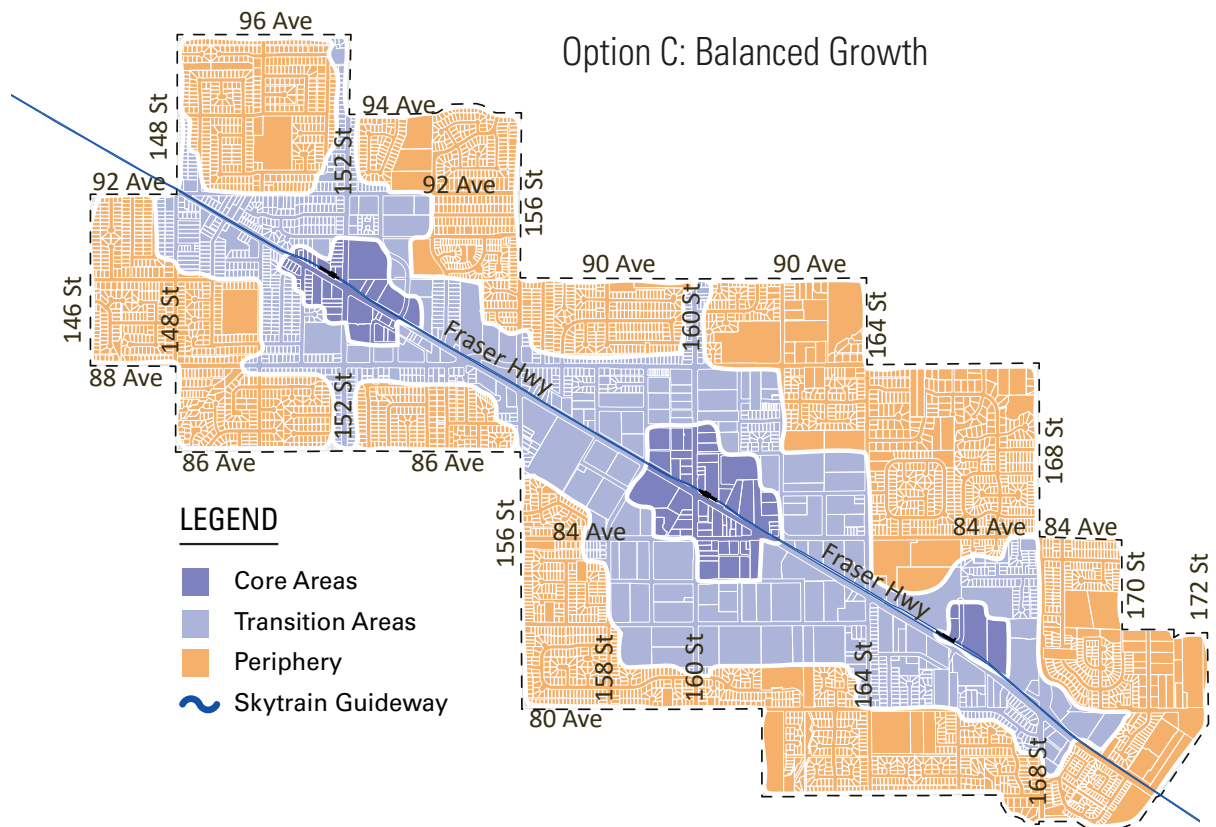 96 Ave
Option C: Balanced Growth
94 Ave
148 St
152 St
92 Ave
92 Ave
156 St
90 Ave
90 Ave
146 St
148 St
160 St
164 St
Fraser Hwy
88 Ave
152 St
86 Ave
86 Ave
168 St
LEGEND
156 St
84 Ave
84 Ave
84 Ave
Core Areas
Transition Areas
Periphery
Skytrain Guideway
Fraser Hwy
170 St
172 St
158 St
160 St
164 St
80 Ave
168 St